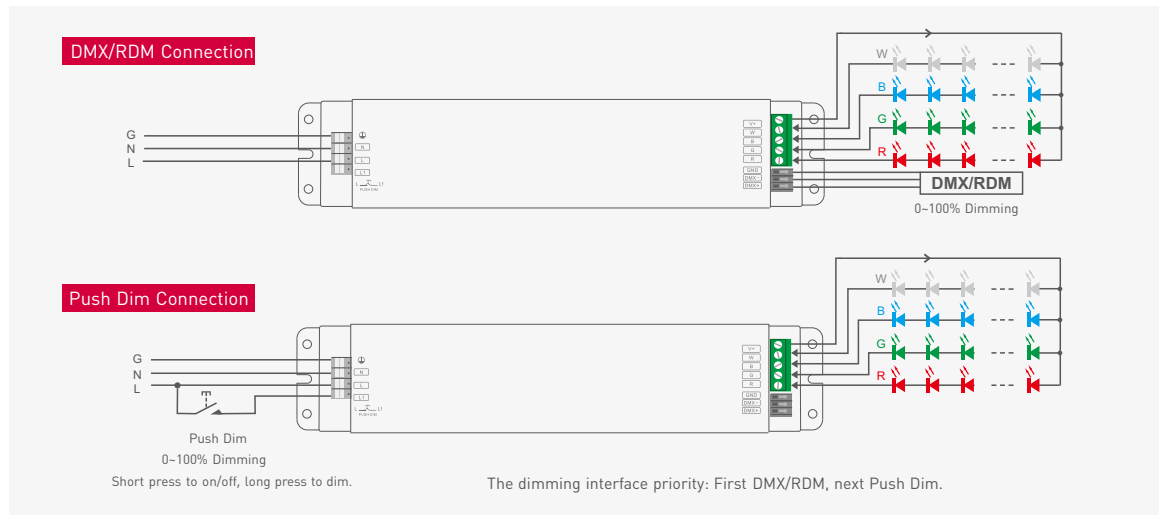 DMX/RDM Connection
G
N
L
N
L
L1
L L1
PUSH DIM
V+
W
B
G
R
GND
DMX -
DMX+
W
B
G
R
DMX/RDM
0~100% Dimming
Push Dim Connection
G
N
L
N
L
L1
L L1
PUSH DIM
V+
W
B
G
R
GND
DMX -
DMX+
W
B
G
R
Push Dim
0~100% Dimming
Short press to on/off, long press to dim.
The dimming interface priority: First DMX/RDM, next Push Dim.